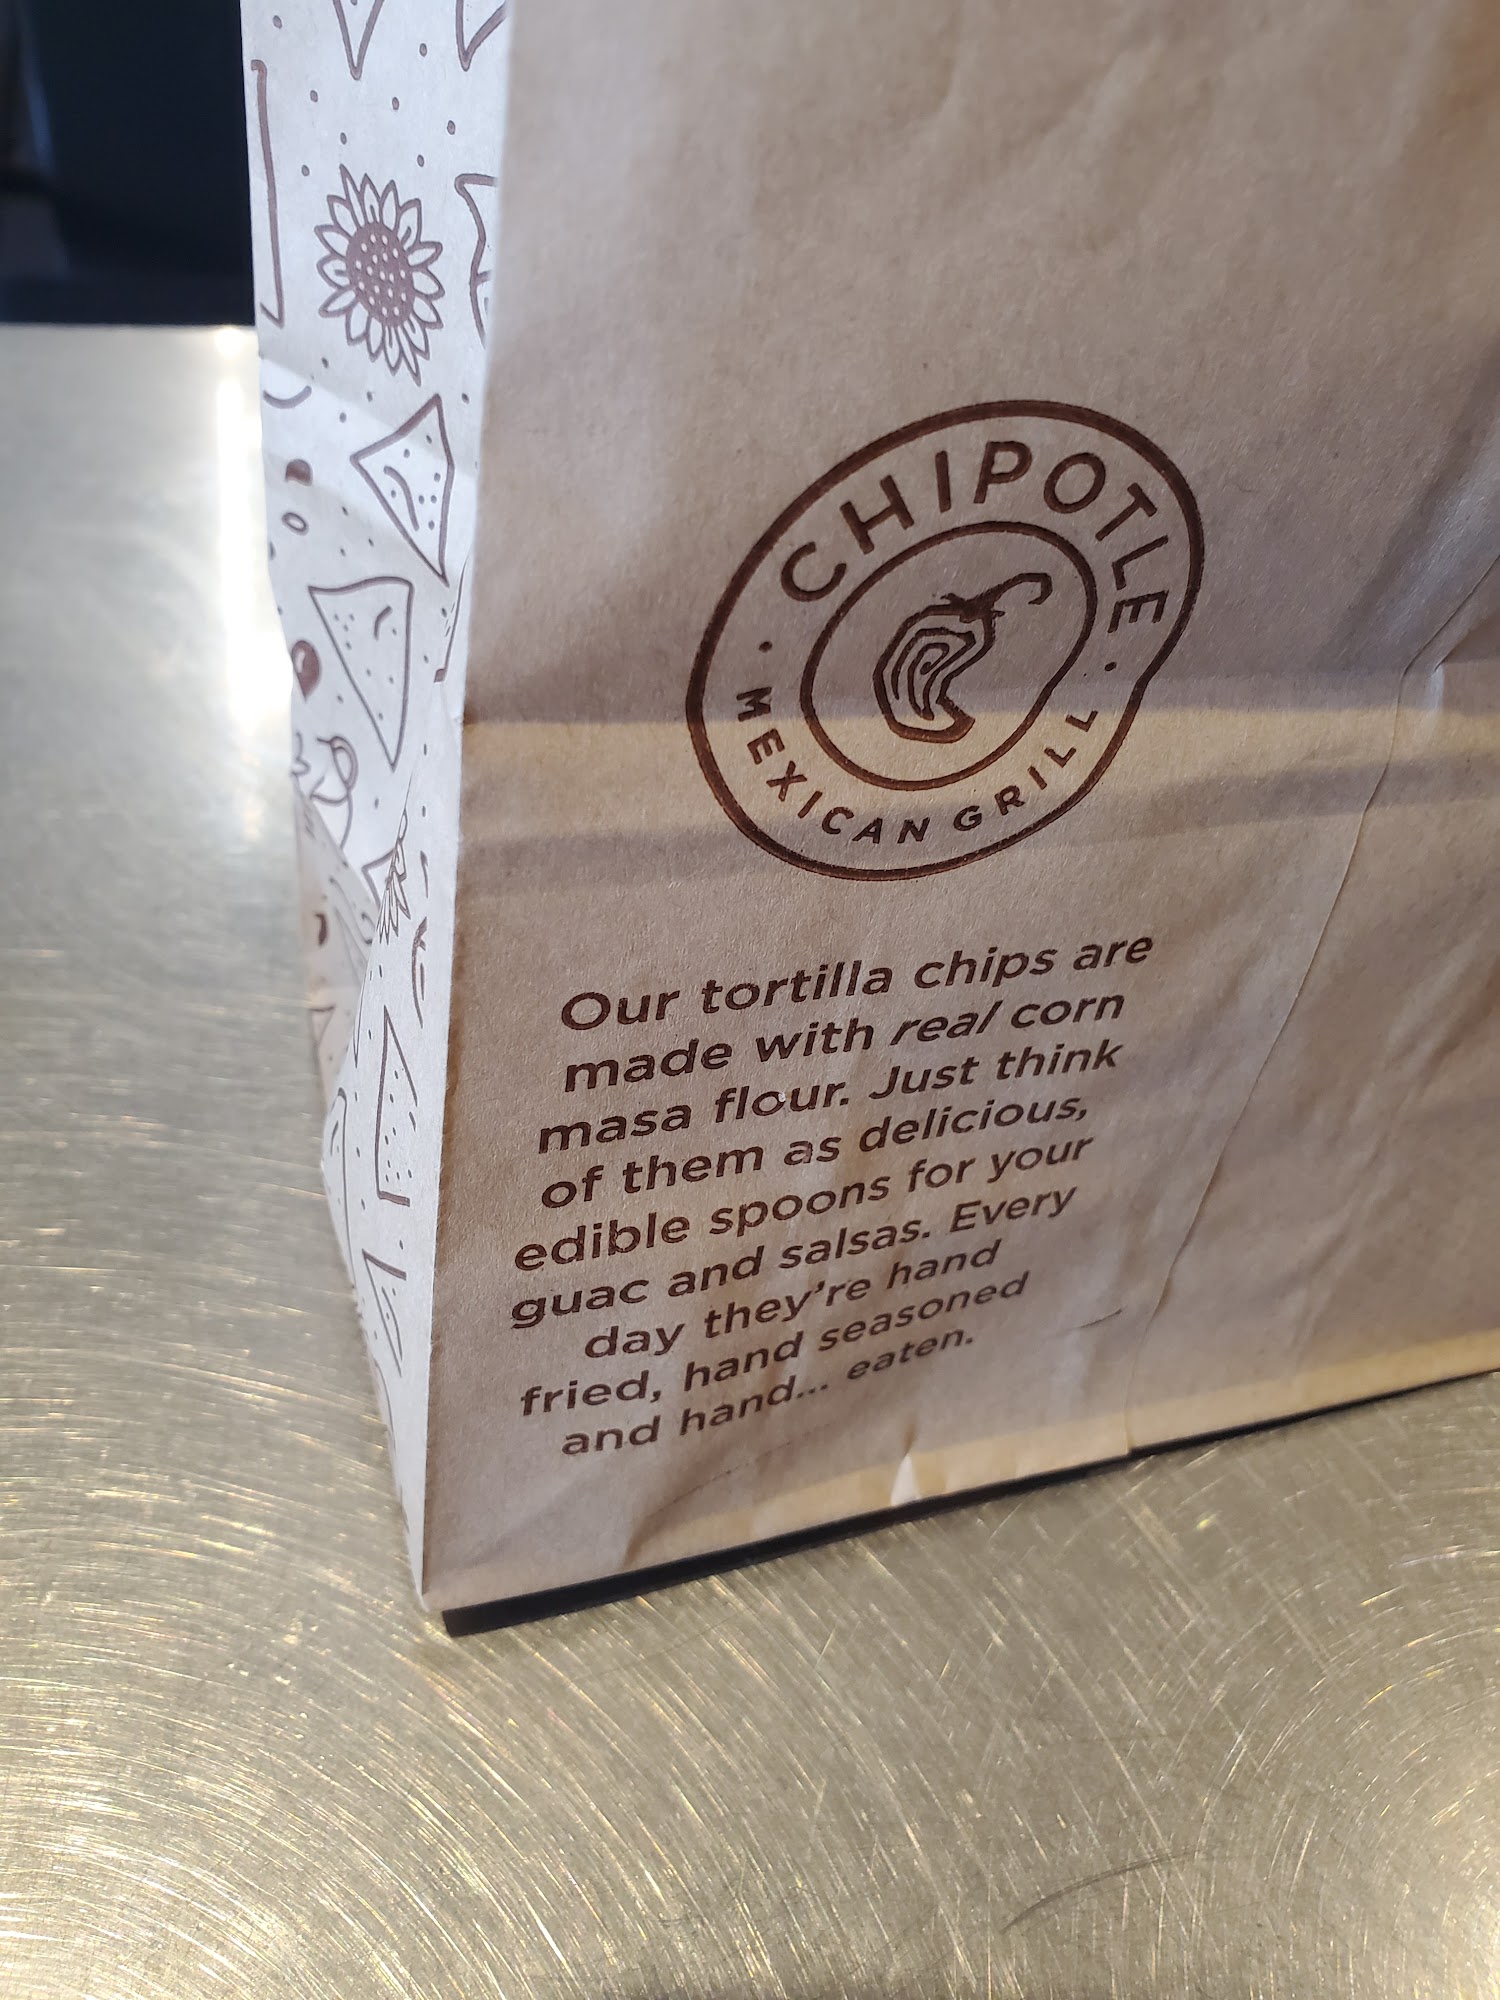 CHIPOTLE
MEXICAN GRILL
Our tortilla chips are
made with real corn
masa flour. Just think
of them as delicious,
edible spoons for your
guac and salsas. Every
day they're hand
fried, hand seasoned
and hand... eaten.